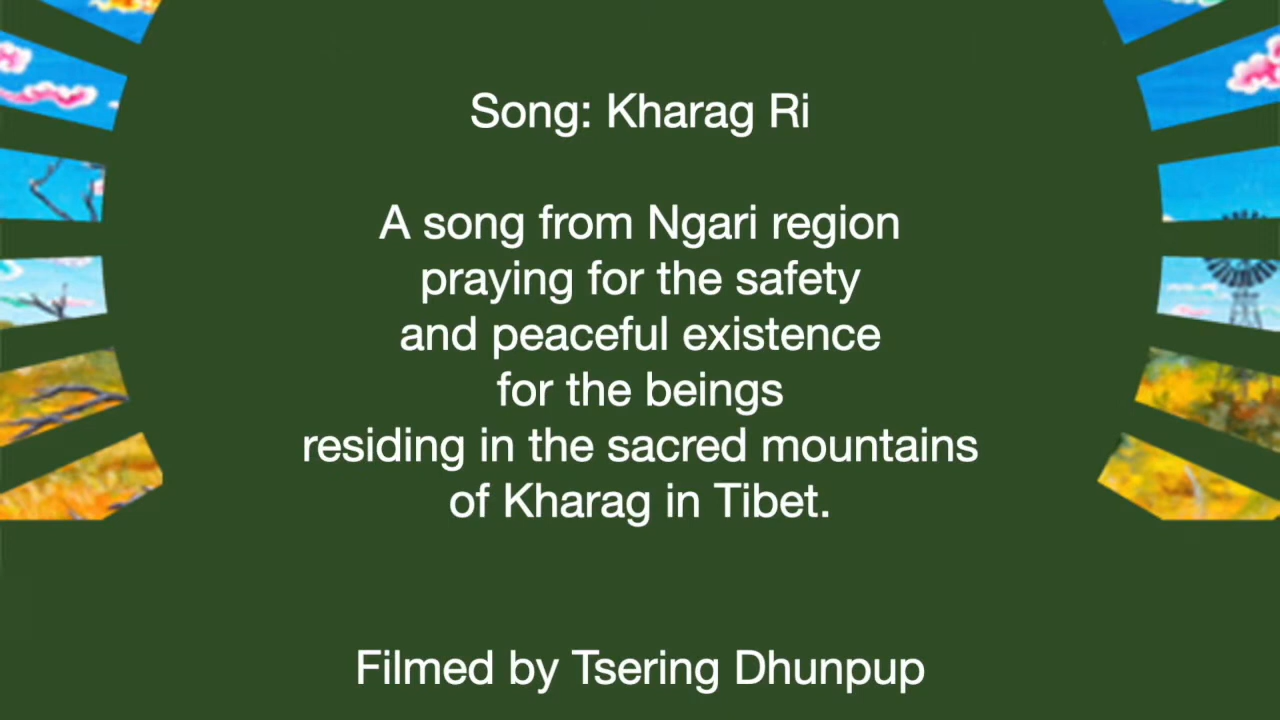 Song: Kharag Ri
A song from Ngari region
praying for the safety
and peaceful existence
for the beings
residing in the sacred mountains
of Kharag in Tibet.
Filmed by Tsering Dhunpup